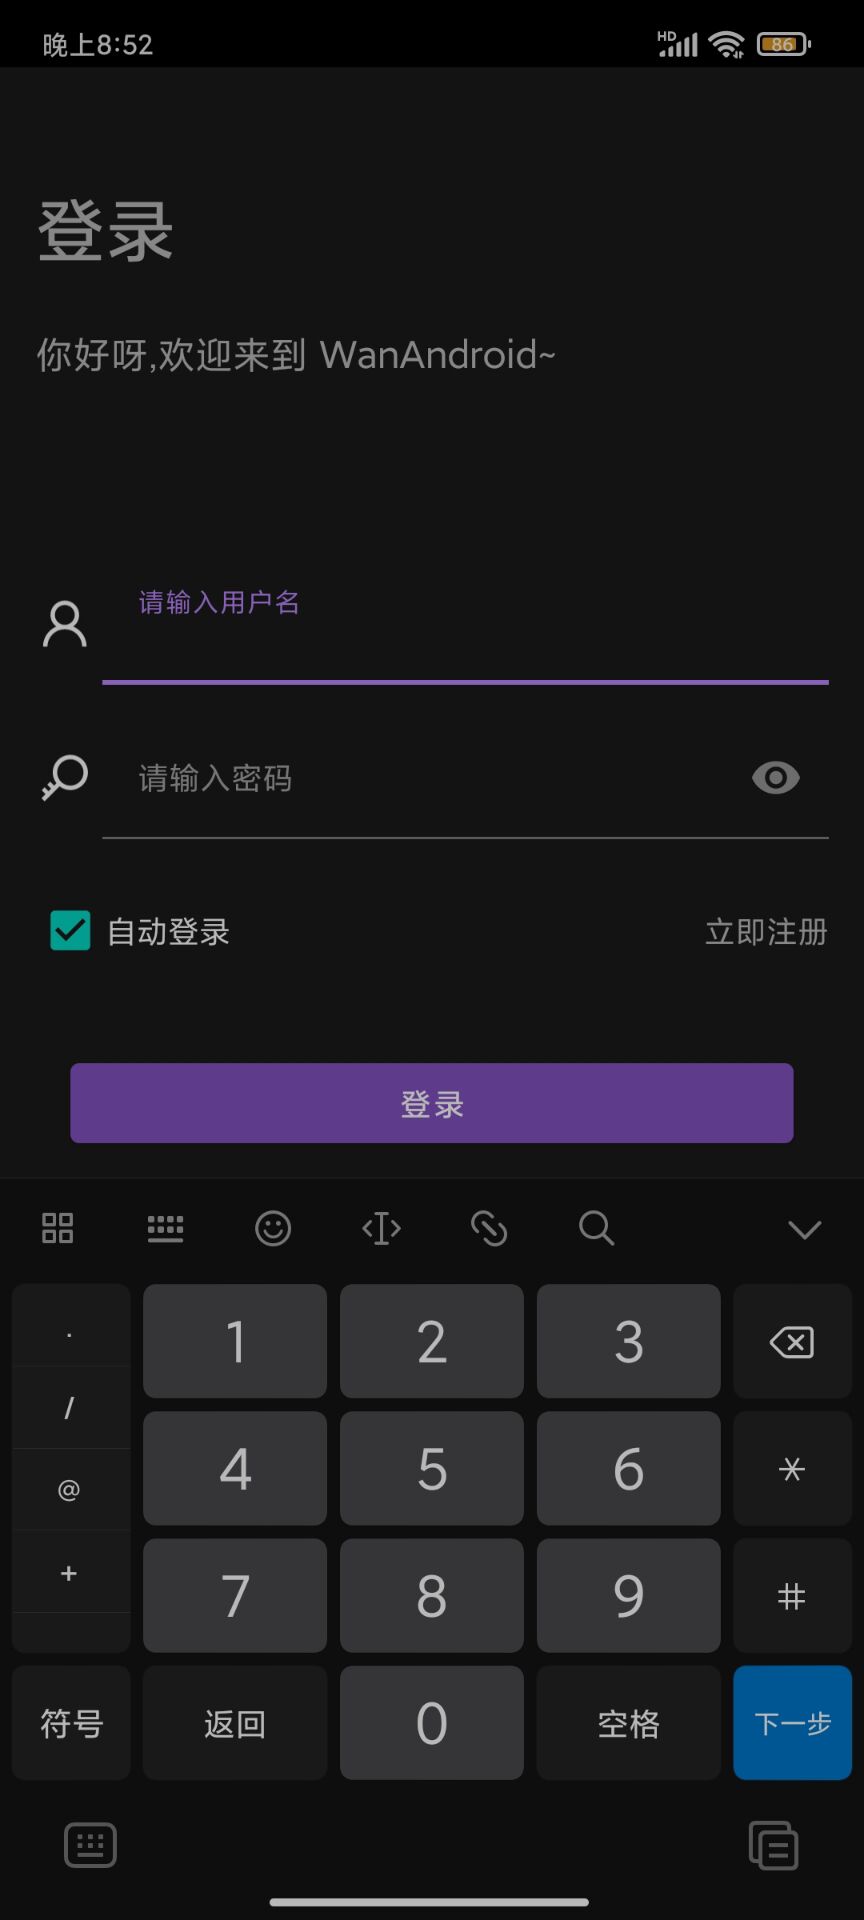 晚上8:52
HD
86
登录
你好呀,欢迎来到 WanAndroid~
请输入用户名
请输入密码
自动登录 立即注册
登录
. 1 2 3
/
@ 4 5 6 *
+ 7 8 9 #
符号 返回 0 空格 下一步